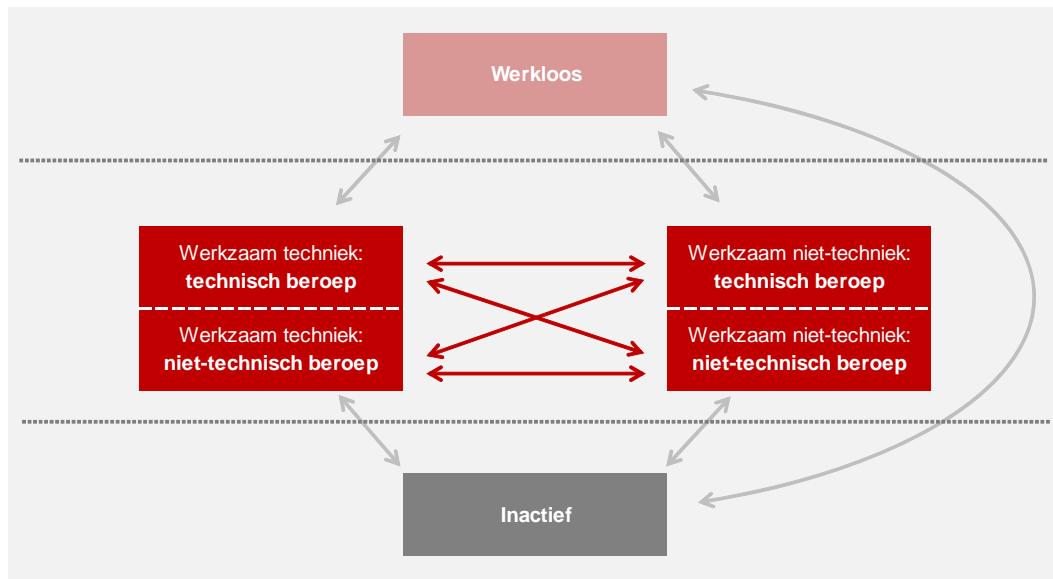 Werkloos
Werkzaam techniek:
technisch beroep
Werkzaam niet-techniek:
technisch beroep
Werkzaam techniek:
niet-technisch beroep
Werkzaam niet-techniek:
niet-technisch beroep
Inactief